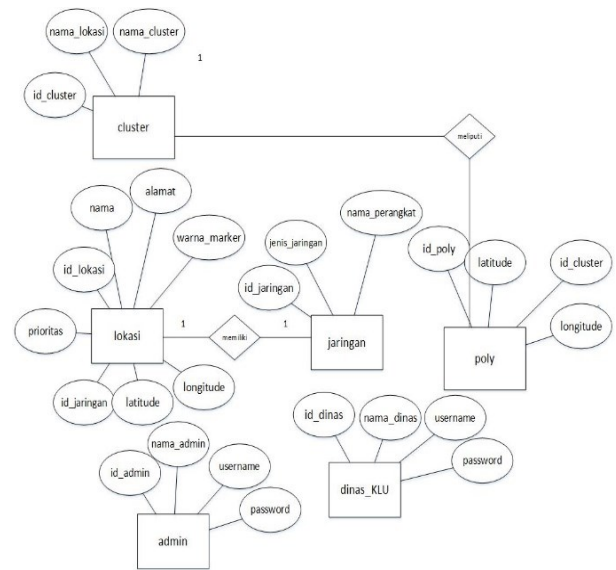 nama_lokasi
nama_cluster
1
id_cluster
cluster
meliputi
alamat
nama
warna_marker
id_lokasi
prioritas
lokasi
id_jaringan
latitude
longitude
1
memiliki
1
nama_perangkat
jenis_jaringan
id_jaringan
jaringan
id_poly
latitude
id_cluster
longitude
poly
nama_admin
id_admin
username
password
admin
id_dinas
nama_dinas
username
password
dinas_KLU